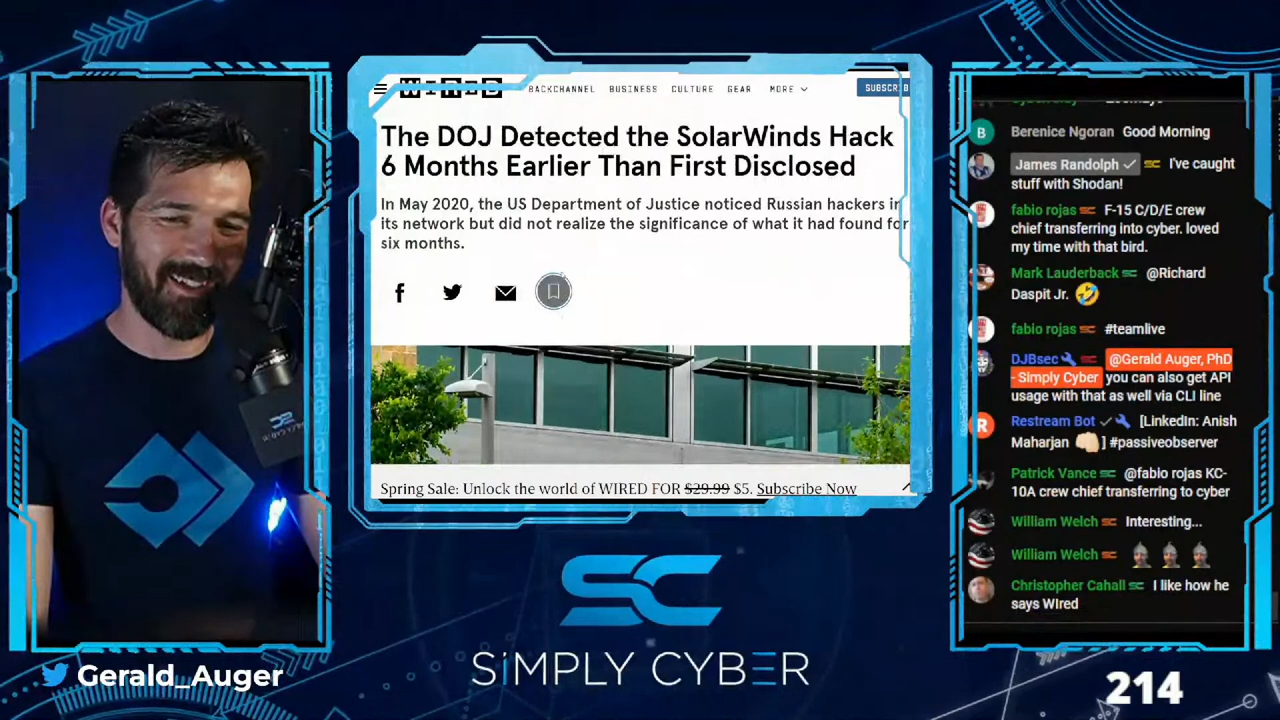 WIRED
BACKCHANNEL BUSINESS CULTURE GEAR MORE
SUBSCRIB
The DOJ Detected the SolarWinds Hack
6 Months Earlier Than First Disclosed
In May 2020, the US Department of Justice noticed Russian hackers in
its network but did not realize the significance of what it had found for
six months.
Spring Sale: Unlock the world of WIRED FOR $29.99 $5. Subscribe Now
SC
SiMPLY CYBER
Gerald_Auger
B Berenice Ngoran Good Morning
James Randolph I've caught
stuff with Shodan!
fabio rojas F-15 C/D/E crew
chief transferring into cyber. loved
my time with that bird.
Mark Lauderback @Richard
Daspit Jr.
fabio rojas #teamlive
DJBsec @Gerald Auger, PhD
- Simply Cyber you can also get API
usage with that as well via CLI line
R Restream Bot [LinkedIn: Anish
Maharjan ] #passiveobserver
Patrick Vance @fabio rojas KC-
10A crew chief transferring to cyber
William Welch Interesting...
William Welch
Christopher Cahall I like how he
says WIred
214